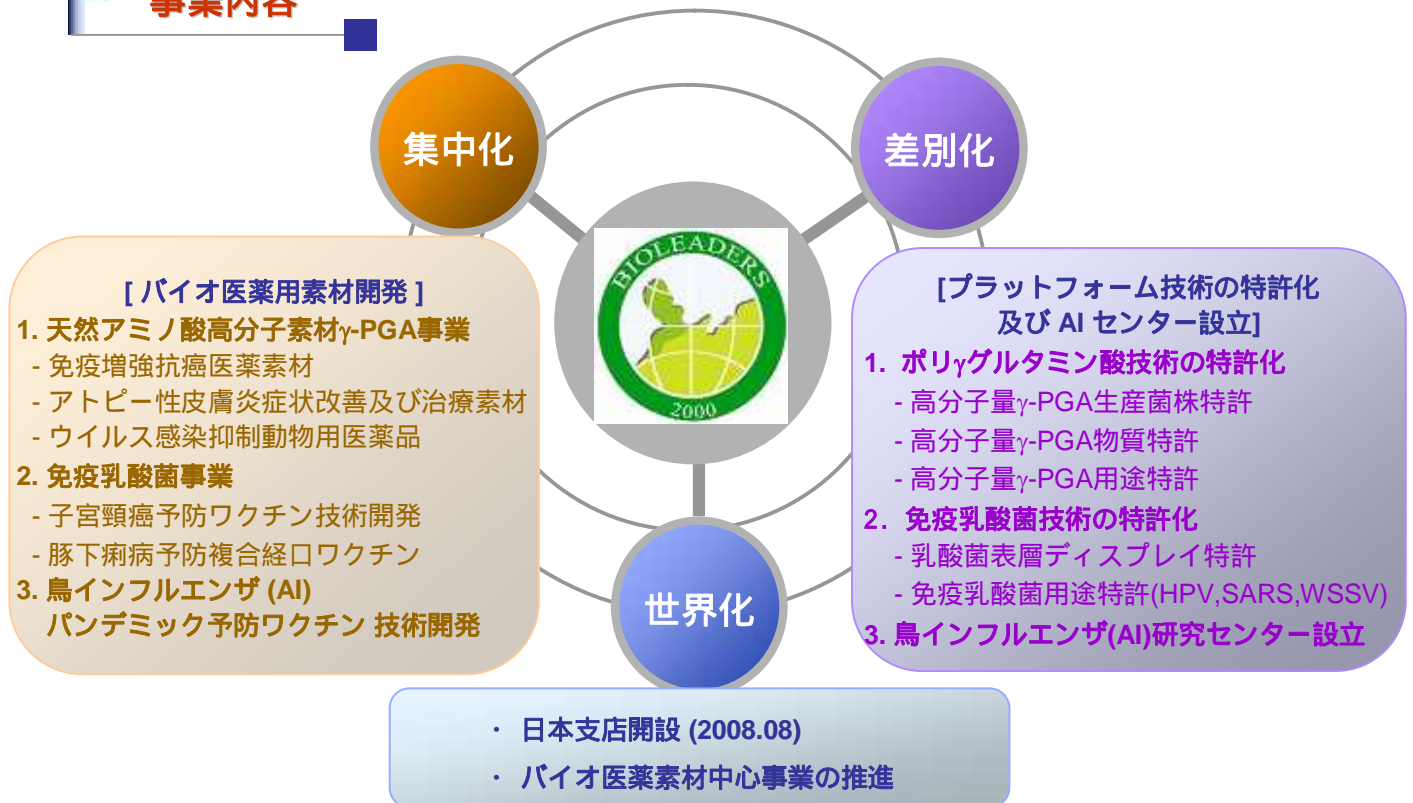 事業内容
集中化
差別化
BIOLEADERS
2000
[ バイオ医薬用素材開発 ]
1. 天然アミノ酸高分子素材γ-PGA事業
- 免疫増強抗癌医薬素材
- アトピー性皮膚炎症状改善及び治療素材
- ウイルス感染抑制動物用医薬品
2. 免疫乳酸菌事業
- 子宮頸癌予防ワクチン技術開発
- 豚下痢病予防複合経口ワクチン
3. 鳥インフルエンザ (AI)
パンデミック予防ワクチン 技術開発
[プラットフォーム技術の特許化
及び AI センター設立]
1. ポリγグルタミン酸技術の特許化
- 高分子量γ-PGA生産菌株特許
- 高分子量γ-PGA物質特許
- 高分子量γ-PGA用途特許
2. 免疫乳酸菌技術の特許化
- 乳酸菌表層ディスプレイ特許
- 免疫乳酸菌用途特許(HPV,SARS,WSSV)
3. 鳥インフルエンザ(AI)研究センター設立
世界化
・ 日本支店開設 (2008.08)
・ バイオ医薬素材中心事業の推進